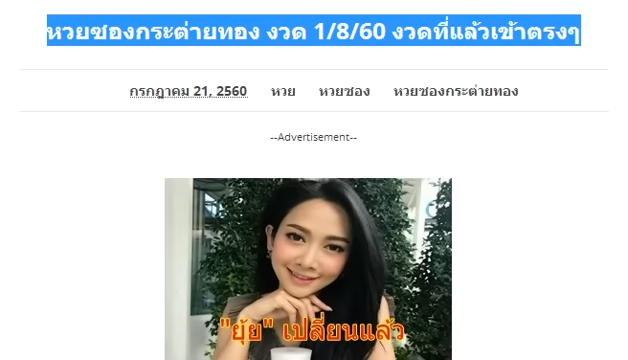 หวยซองกระต่ายทอง งวด 1/8/60 งวดที่แล้วเข้าตรงๆ
กรกฎาคม 21, 2560 หวย หวยซอง หวยซองกระต่ายทอง
--Advertisement--
"ยุ้ย" เปลี่ยนแล้ว